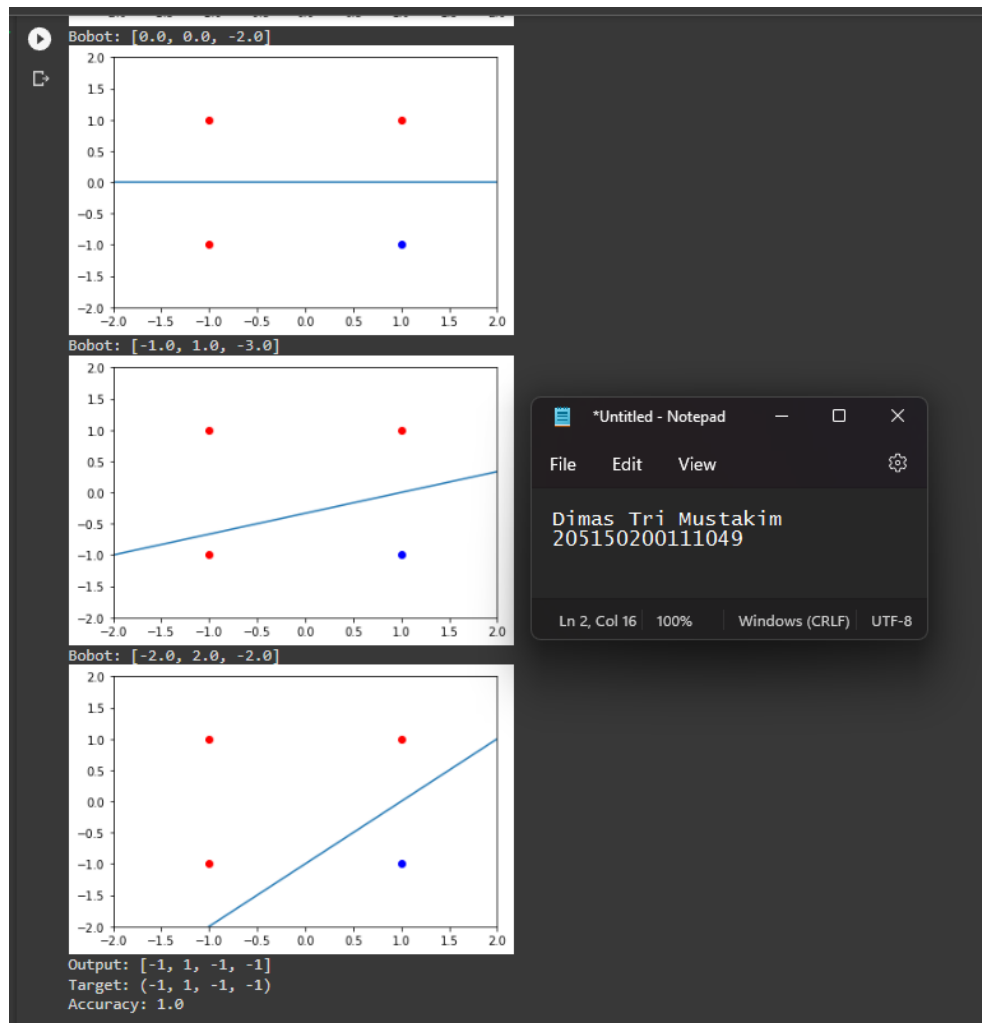 Bobot: [0.0, 0.0, -2.0]
2.0
1.5
1.0
0.5
0.0
−0.5
−1.0
−1.5
−2.0
−2.0 −1.5 −1.0 −0.5 0.0 0.5 1.0 1.5 2.0
Bobot: [-1.0, 1.0, -3.0]
2.0
1.5
1.0
0.5
0.0
−0.5
−1.0
−1.5
−2.0
−2.0 −1.5 −1.0 −0.5 0.0 0.5 1.0 1.5 2.0
Bobot: [-2.0, 2.0, -2.0]
2.0
1.5
1.0
0.5
0.0
−0.5
−1.0
−1.5
−2.0
−2.0 −1.5 −1.0 −0.5 0.0 0.5 1.0 1.5 2.0
Output: [-1, 1, -1, -1]
Target: (-1, 1, -1, -1)
Accuracy: 1.0
*Untitled - Notepad
File Edit View
Dimas Tri Mustakim
205150200111049
Ln 2, Col 16 100% Windows (CRLF) UTF-8